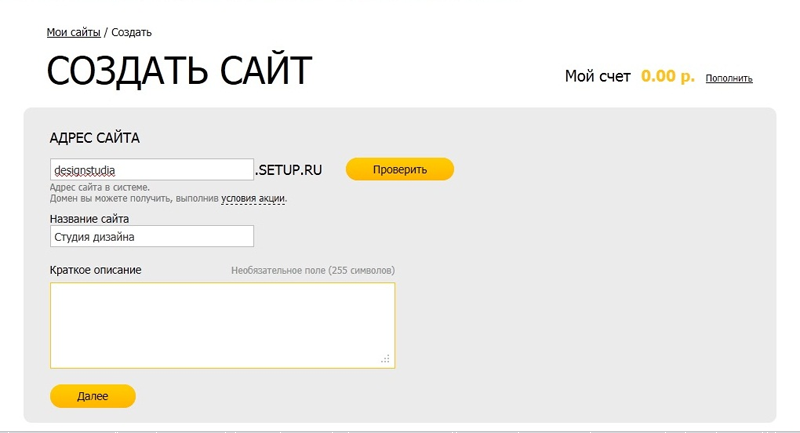 Мои сайты / Создать
СОЗДАТЬ САЙТ
Мой счет 0.00 р. Пополнить
АДРЕС САЙТА
designstudia .SETUP.RU Проверить
Адрес сайта в системе.
Домен вы можете получить, выполнив условия акции.
Название сайта
Студия дизайна
Краткое описание Необязательное поле (255 символов)
Далее